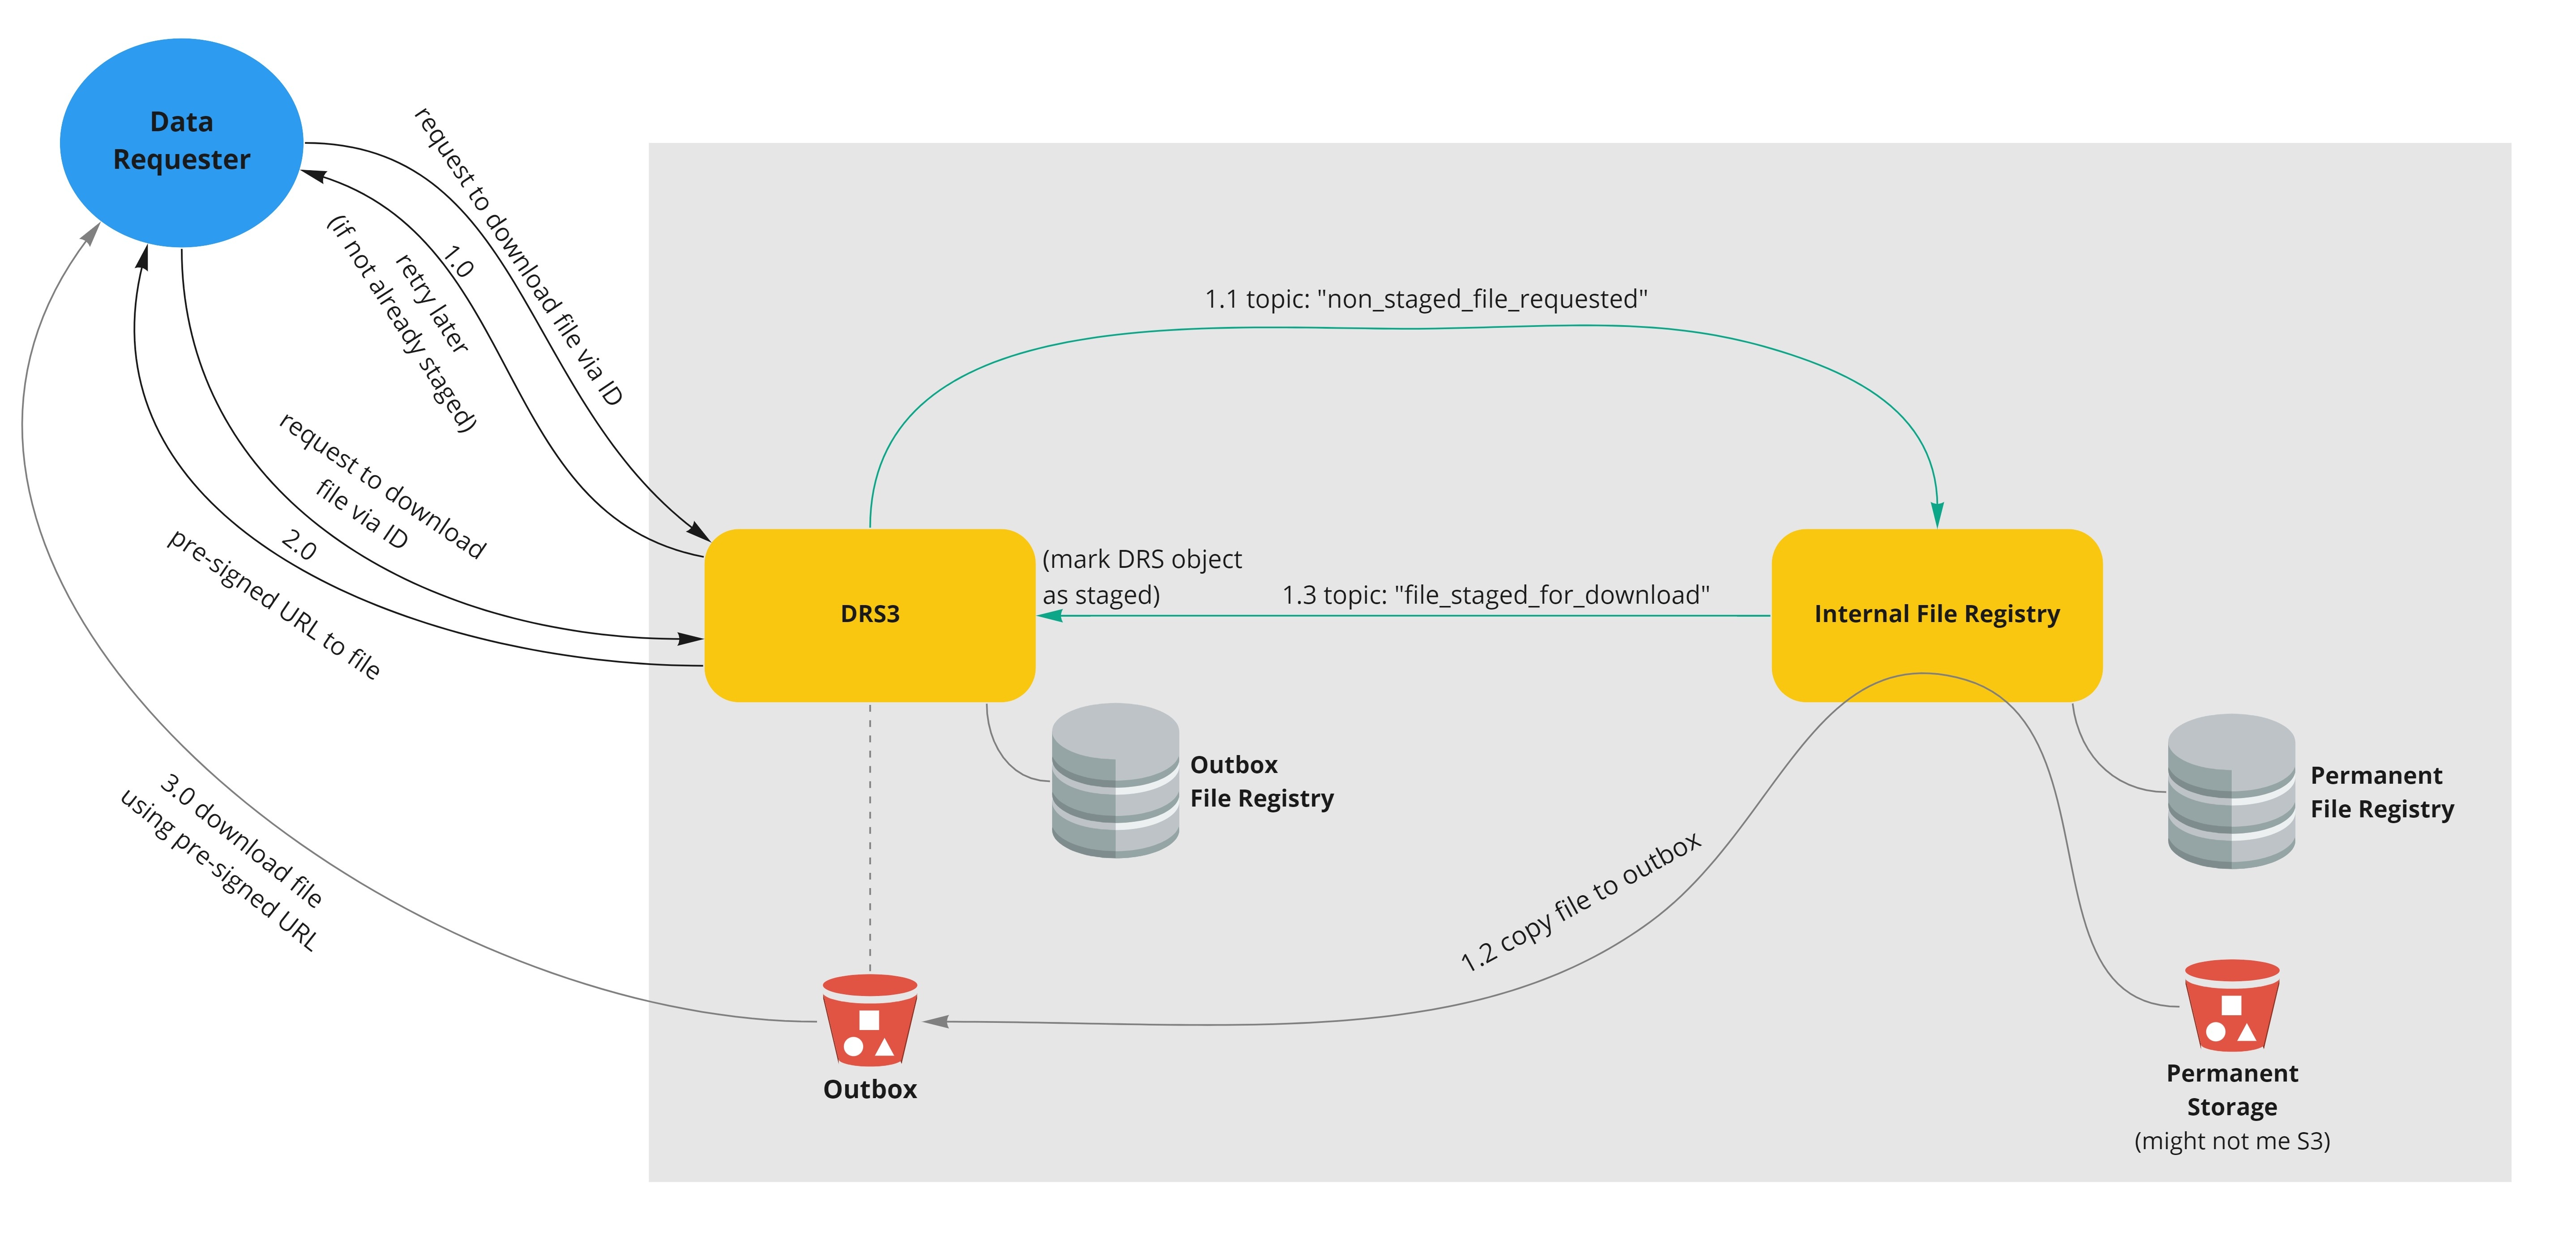 Data
Requester
request to download file via ID
1.0
retry later
(if not already staged)
request to download
file via ID
2.0
pre-signed URL to file
3.0 download file
using pre-signed URL
1.1 topic: "non_staged_file_requested"
(mark DRS object
as staged)
1.3 topic: "file_staged_for_download"
DRS3
Internal File Registry
Outbox
File Registry
Permanent
File Registry
1.2 copy file to outbox
Outbox
Permanent
Storage
(might not me S3)